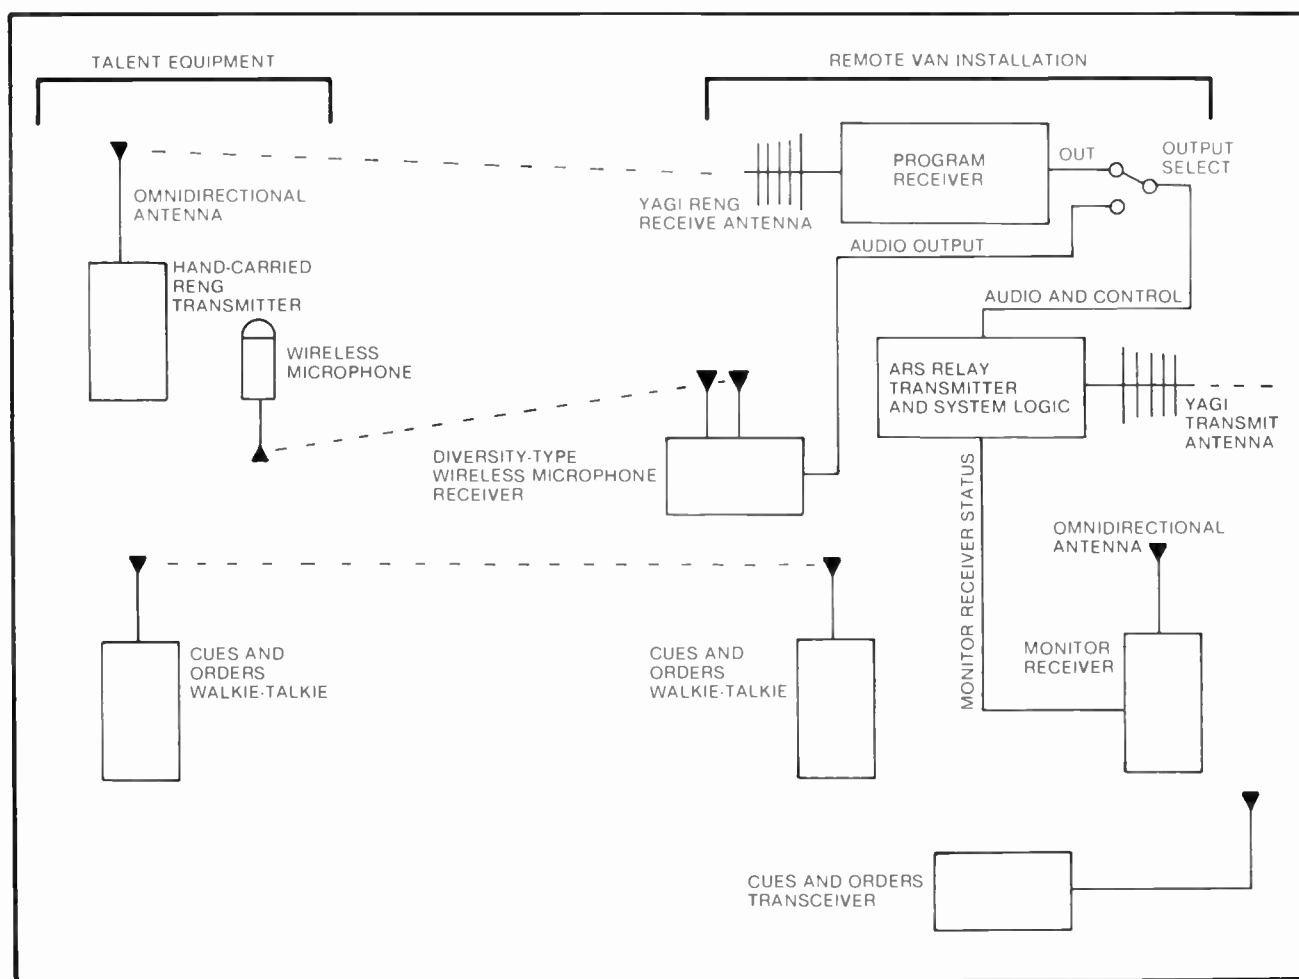 TALENT EQUIPMENT
REMOTE VAN INSTALLATION
OMNIDIRECTIONAL
ANTENNA
HAND-CARRIED
RENG
TRANSMITTER
WIRELESS
MICROPHONE
YAGI RENG
RECEIVE ANTENNA
PROGRAM
RECEIVER
OUT
OUTPUT
SELECT
AUDIO OUTPUT
AUDIO AND CONTROL
ARS RELAY
TRANSMITTER
AND SYSTEM LOGIC
YAGI
TRANSMIT
ANTENNA
DIVERSITY-TYPE
WIRELESS MICROPHONE
RECEIVER
MONITOR RECEIVER STATUS
OMNIDIRECTIONAL
ANTENNA
MONITOR
RECEIVER
CUES AND
ORDERS
WALKIE-TALKIE
CUES AND
ORDERS
WALKIE-TALKIE
CUES AND ORDERS
TRANSCEIVER